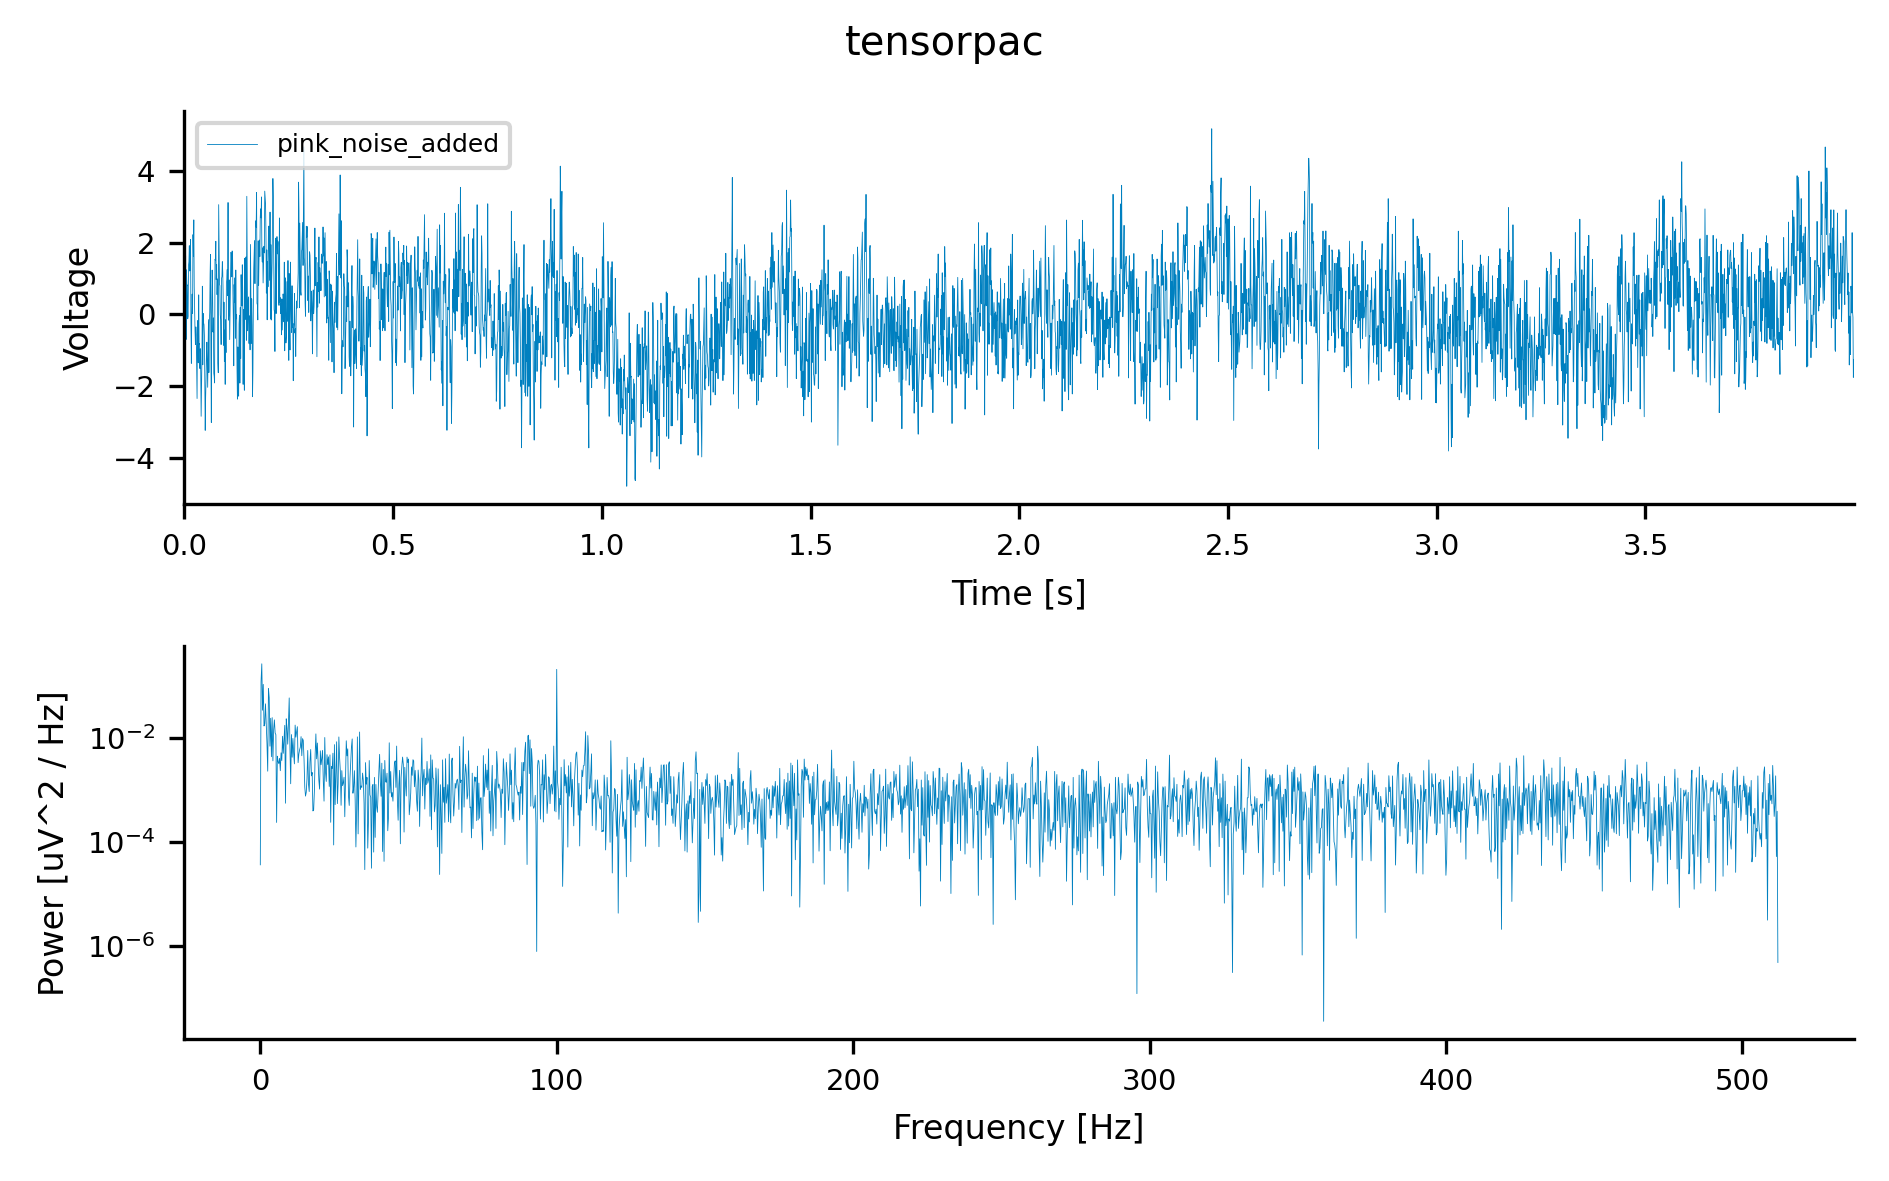 tensorpac
pink_noise_added
Voltage
4
2
0
−2
−4
0.0 0.5 1.0 1.5 2.0 2.5 3.0 3.5
Time [s]
Power [uV^2 / Hz]
10⁻²
10⁻⁴
10⁻⁶
0 100 200 300 400 500
Frequency [Hz]